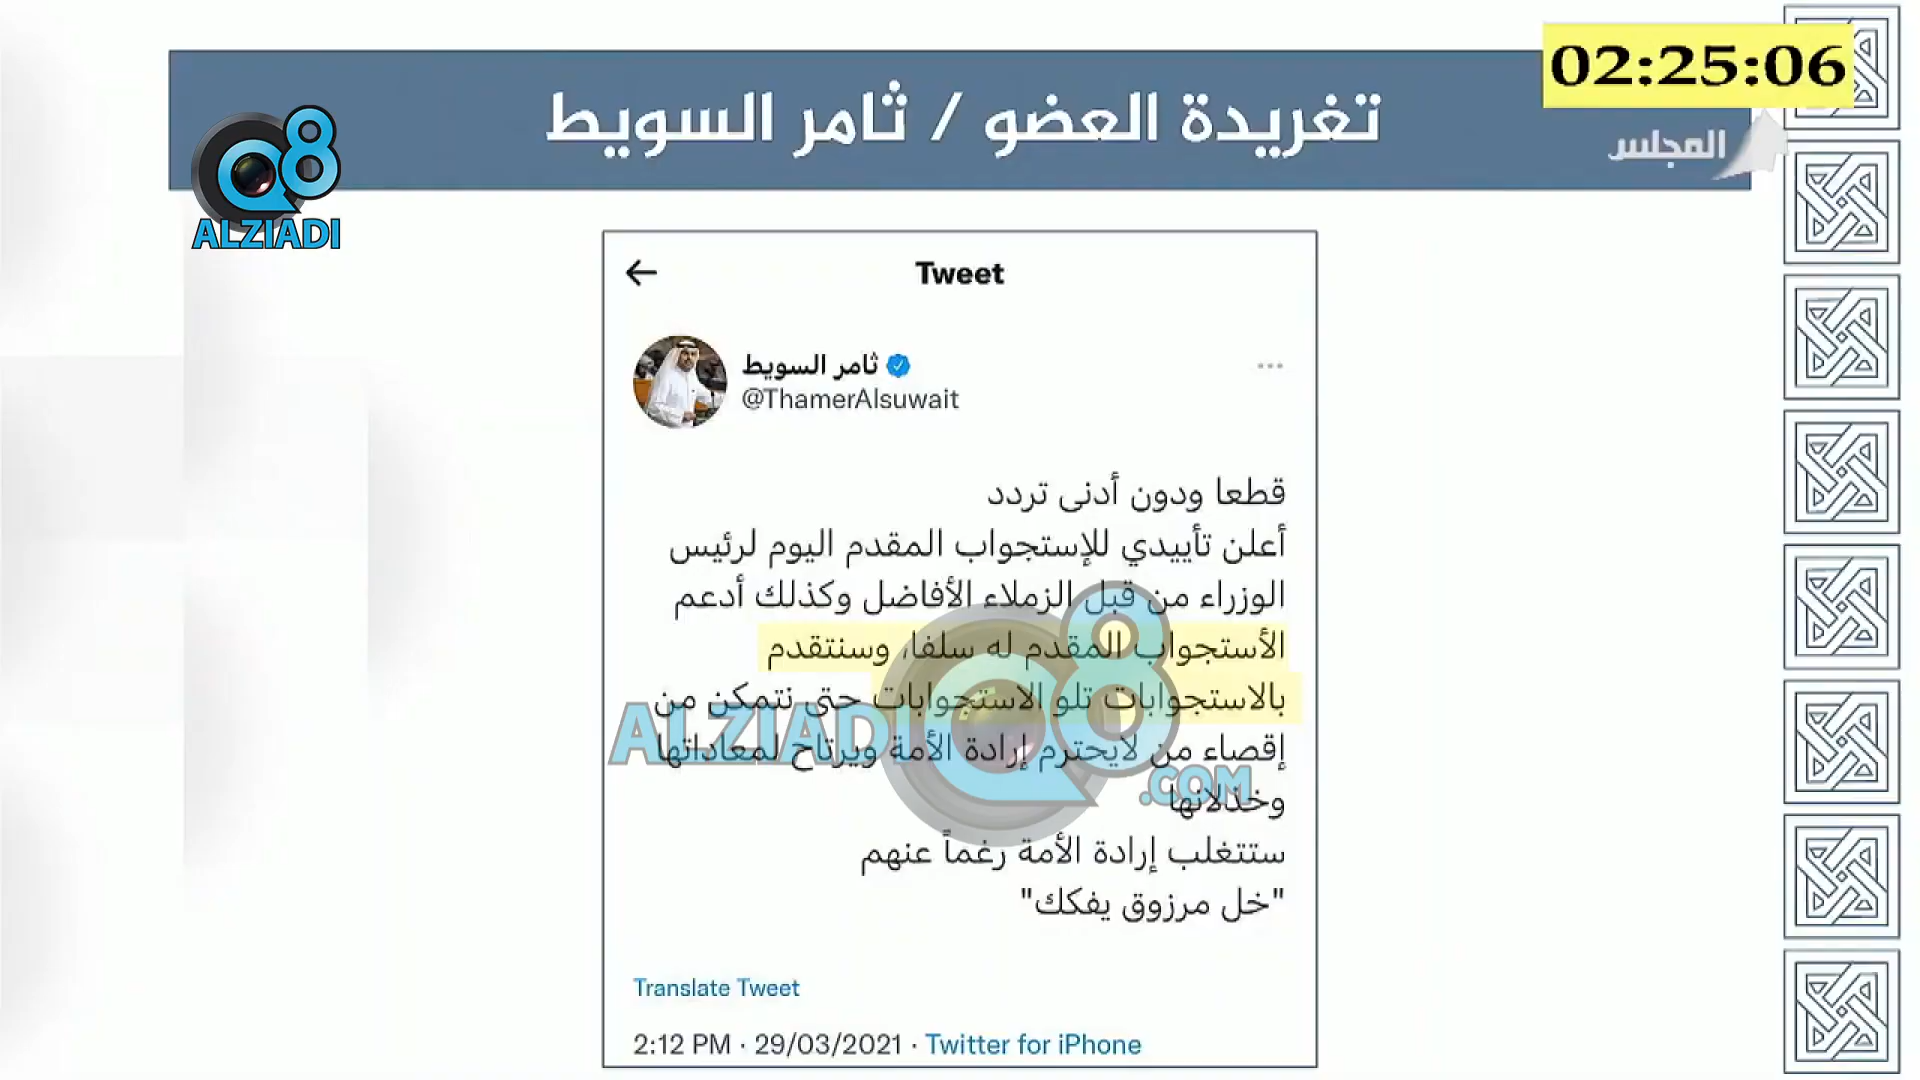 02:25:06
تغريدة العضو / ثامر السويط
المجلس
Q8
ALZIADI
Tweet
ثامر السويط
@ThamerAlsuwait
قطعا ودون أدنى تردد
أعلن تأييدي للإستجواب المقدم اليوم لرئيس
الوزراء من قبل الزملاء الأفاضل وكذلك أدعم
الأستجواب المقدم له سلفا، وسنتقدم
بالاستجوابات تلو الاستجوابات حتى نتمكن من
إقصاء من لايحترم إرادة الأمة ويرتاح لمعاداتها
وخذلانها
ستتغلب إرادة الأمة رغماً عنهم
"خل مرزوق يفكك"
ALZIADIQ8.COM
Translate Tweet
2:12 PM · 29/03/2021 · Twitter for iPhone